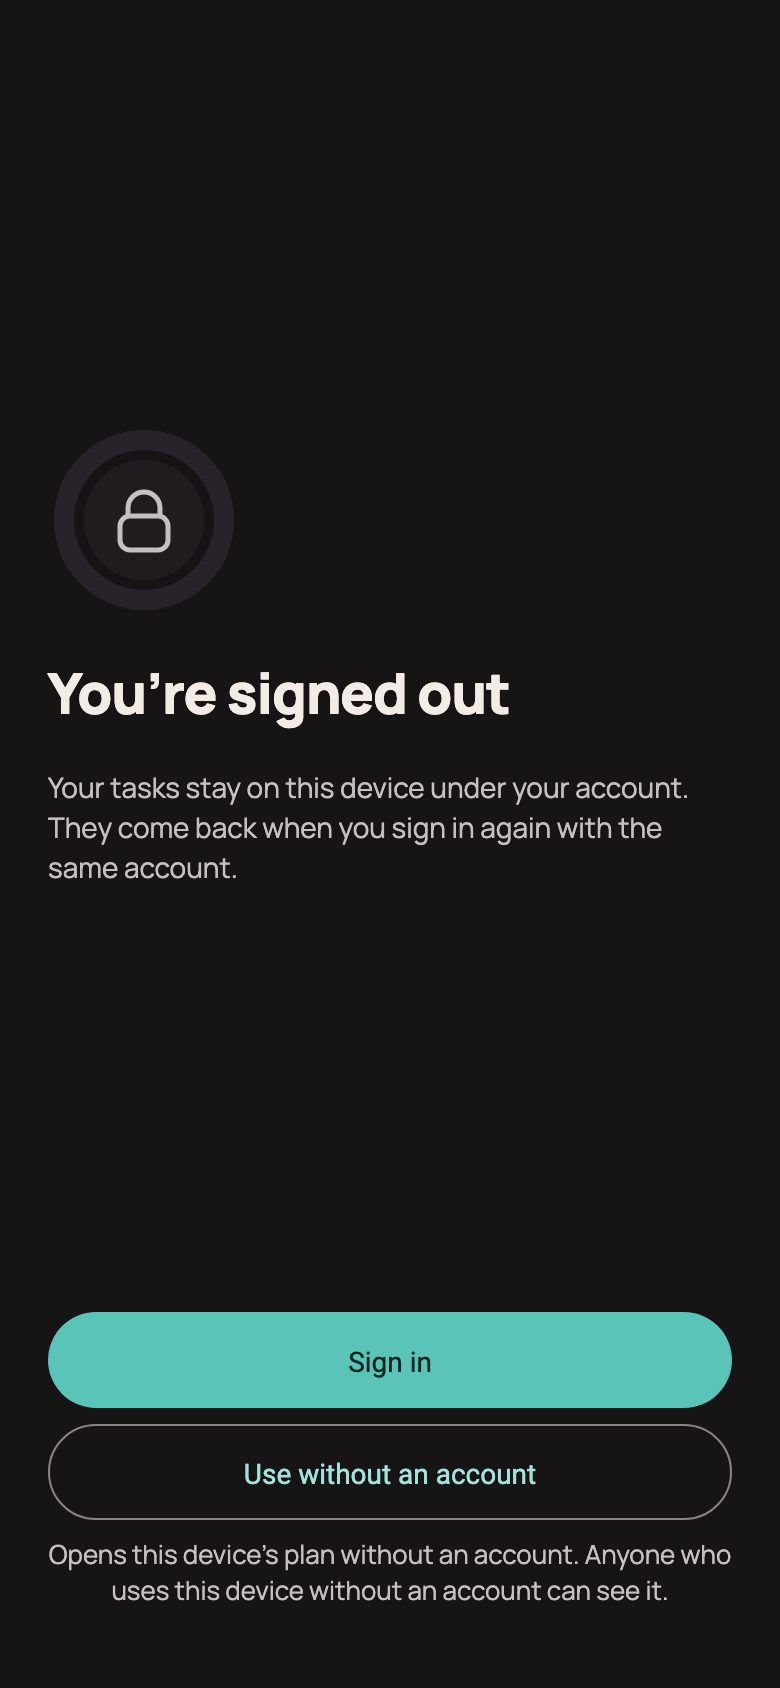 You’re signed out
Your tasks stay on this device under your account.
They come back when you sign in again with the
same account.
Sign in
Use without an account
Opens this device’s plan without an account. Anyone who
uses this device without an account can see it.